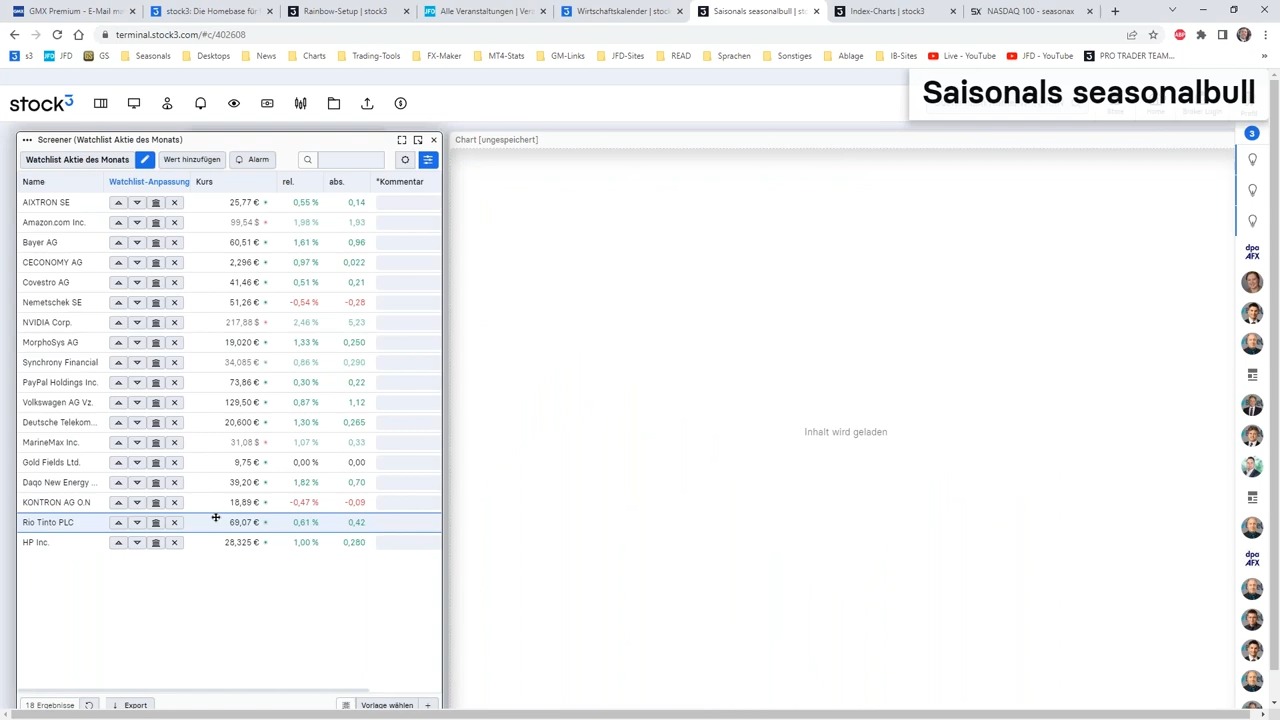 GMX Premium - E-Mail m
stock3: Die Homebase für
Rainbow-Setup | stock3
Alle Veranstaltungen | Ver
Wirtschaftskalender | stock
Saisonals seasonalbull | sto
Index-Charts | stock3
NASDAQ 100 - seasonax
terminal.stock3.com/#c/402608
s3
JFD
GS
Seasonals
Desktops
News
Charts
Trading-Tools
FX-Maker
MT4-Stats
GM-Links
JFD-Sites
READ
Sprachen
Sonstiges
Ablage
IB-Sites
Live - YouTube
JFD - YouTube
PRO TRADER TEAM...
stock3
Saisonals seasonalbull
Screener (Watchlist Aktie des Monats)
Watchlist Aktie des Monats Wert hinzufügen Alarm
Name Watchlist-Anpassung Kurs rel. abs. *Kommentar
AIXTRON SE 25,77 € 0,55 % 0,14
Amazon.com Inc. 99,54 $ 1,98 % 1,93
Bayer AG 60,51 € 1,61 % 0,96
CECONOMY AG 2,296 € 0,97 % 0,022
Covestro AG 41,46 € 0,51 % 0,21
Nemetschek SE 51,26 € -0,54 % -0,28
NVIDIA Corp. 217,88 $ 2,46 % 5,23
MorphoSys AG 19,020 € 1,33 % 0,250
Synchrony Financial 34,085 € 0,86 % 0,290
PayPal Holdings Inc. 73,86 € 0,30 % 0,22
Volkswagen AG Vz. 129,50 € 0,87 % 1,12
Deutsche Telekom... 20,600 € 1,30 % 0,265
MarineMax Inc. 31,08 $ 1,07 % 0,33
Gold Fields Ltd. 9,75 € 0,00 % 0,00
Daqo New Energy ... 39,20 € 1,82 % 0,70
KONTRON AG O.N 18,89 € -0,47 % -0,09
Rio Tinto PLC 69,07 € 0,61 % 0,42
HP Inc. 28,325 € 1,00 % 0,280
18 Ergebnisse Export Vorlage wählen
Chart [ungespeichert]
Inhalt wird geladen
3
dpa
AFX
dpa
AFX